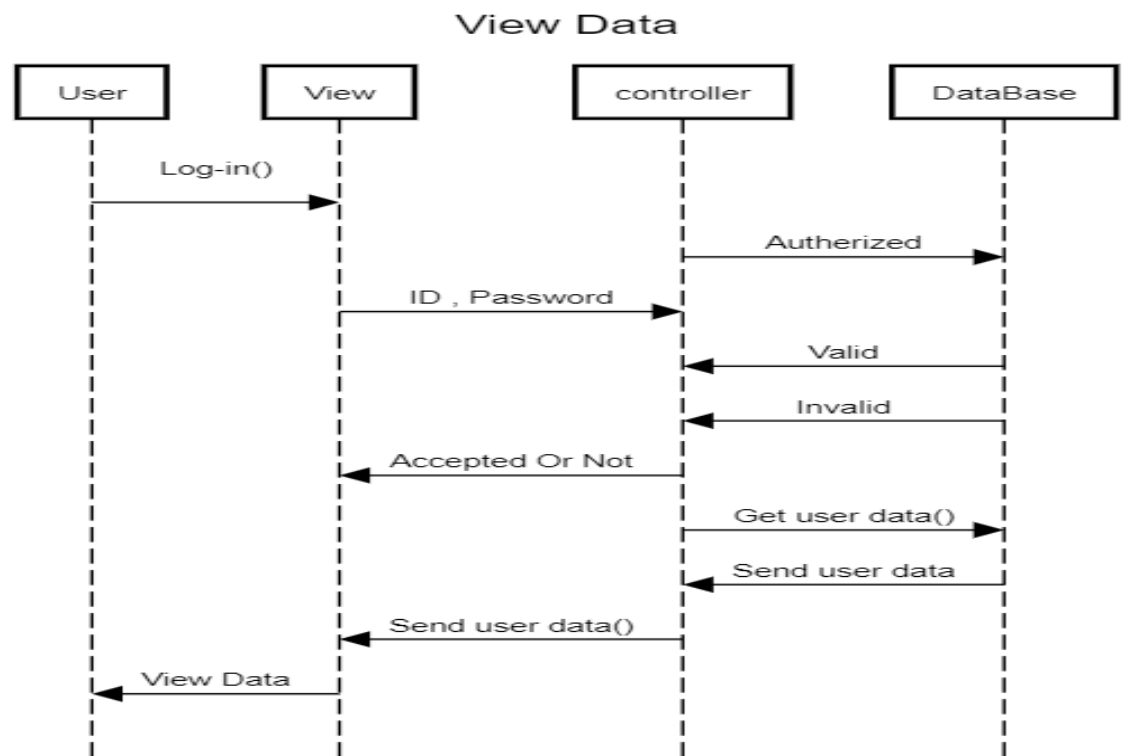 View Data
User
View
controller
DataBase
Log-in()
Autherized
ID , Password
Valid
Invalid
Accepted Or Not
Get user data()
Send user data
Send user data()
View Data